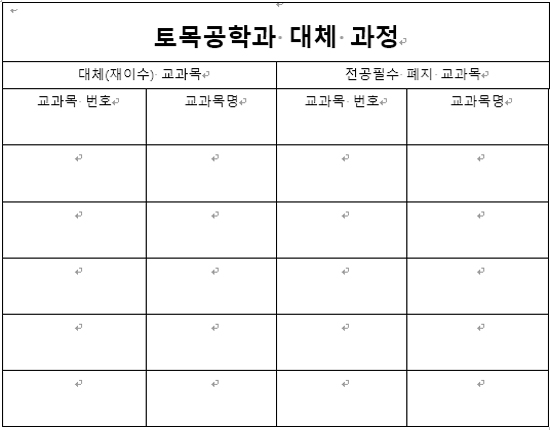 토목공학과 대체 과정
대체(재이수) 교과목 전공필수 폐지 교과목
교과목 번호 교과목명 교과목 번호 교과목명